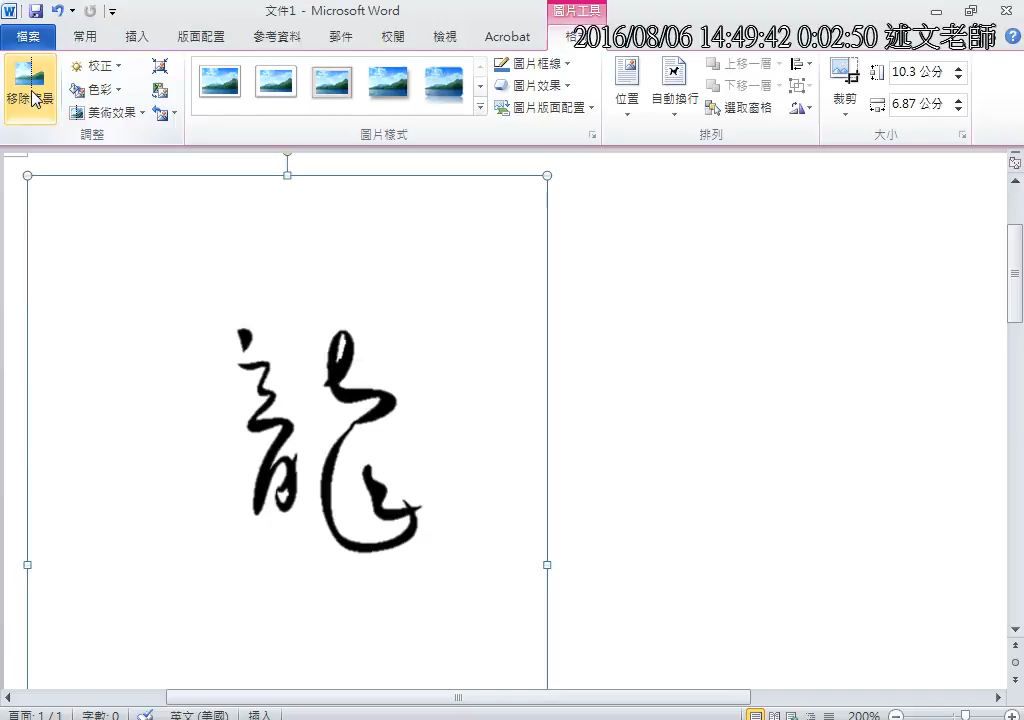 文件1 - Microsoft Word
圖片工具
檔案 常用 插入 版面配置 參考資料 郵件 校閱 檢視 Acrobat
2016/08/06 14:49:42 0:02:50 述文老師
移除背景
校正
色彩
美術效果
調整
圖片樣式
圖片框線
圖片效果
圖片版面配置
位置
自動換行
上移一層
下移一層
選取窗格
排列
裁剪
10.3 公分
6.87 公分
大小
龍
頁面: 1 / 1 字數: 0 英文 (美國) 插入 200%